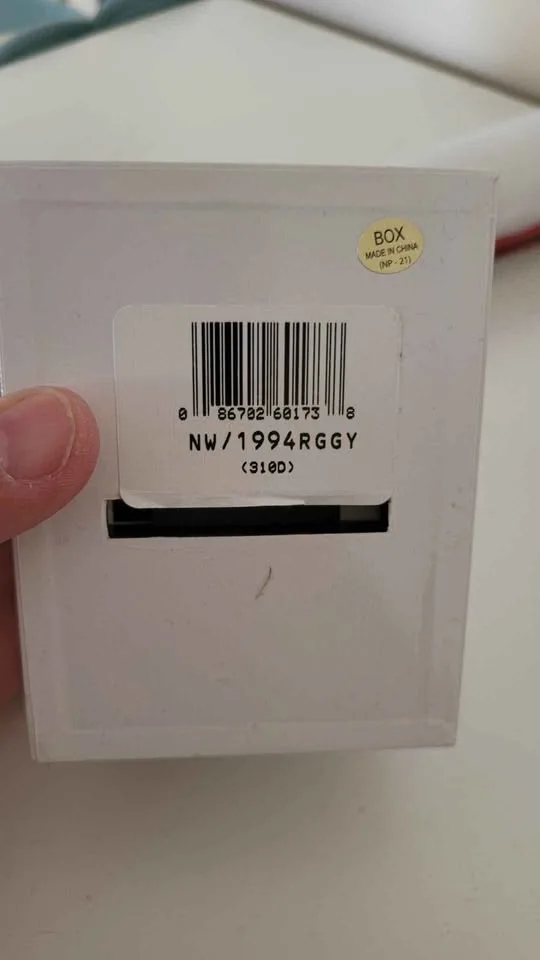 BOX
MADE IN CHINA
(NP - 21)
0 86702 60173 8
NW/1994RGGY
(310D)